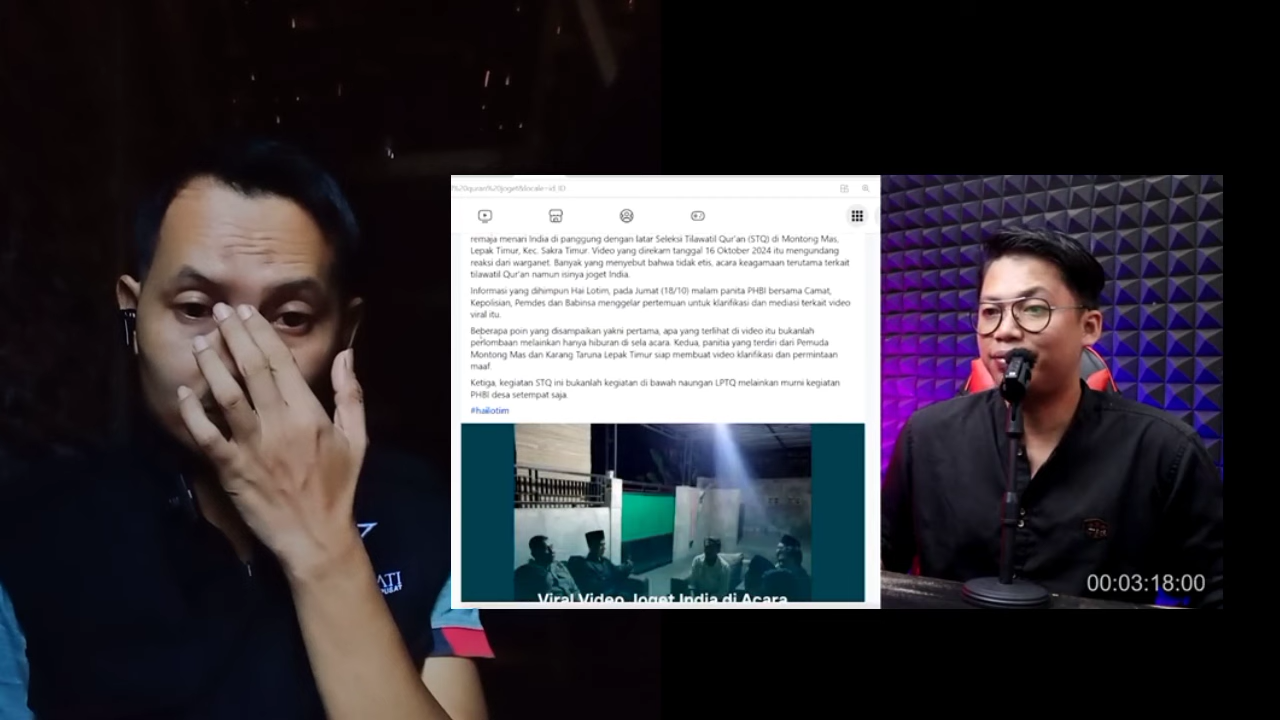 l%20quran%20joget&locale=id_ID
remaja menari India di panggung dengan latar Seleksi Tilawatil Qur'an (STQ) di Montong Mas,
Lepak Timur, Kec. Sakra Timur. Video yang direkam tanggal 16 Oktober 2024 itu mengundang
reaksi dari warganet. Banyak yang menyebut bahwa tidak etis, acara keagamaan terutama terkait
tilawatil Qur'an namun isinya joget India.
Informasi yang dihimpun Hai Lotim, pada Jumat (18/10) malam panita PHBI bersama Camat,
Kepolisian, Pemdes dan Babinsa menggelar pertemuan untuk klarifikasi dan mediasi terkait video
viral itu.
Beberapa poin yang disampaikan yakni pertama, apa yang terlihat di video itu bukanlah
perlombaan melainkan hanya hiburan di sela acara. Kedua, panitia yang terdiri dari Pemuda
Montong Mas dan Karang Taruna Lepak Timur siap membuat video klarifikasi dan permintaan
maaf.
Ketiga, kegiatan STQ ini bukanlah kegiatan di bawah naungan LPTQ melainkan murni kegiatan
PHBI desa setempat saja.
#hailotim
Viral Video Joget India di Acara
00:03:18:00